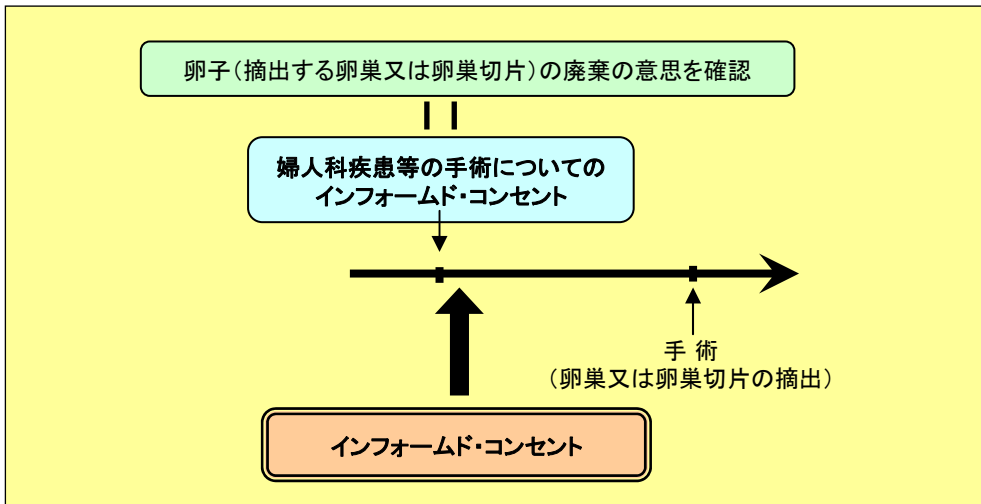 卵子(摘出する卵巣又は卵巣切片)の廃棄の意思を確認
婦人科疾患等の手術についての
インフォームド・コンセント
手 術
(卵巣又は卵巣切片の摘出)
インフォームド・コンセント